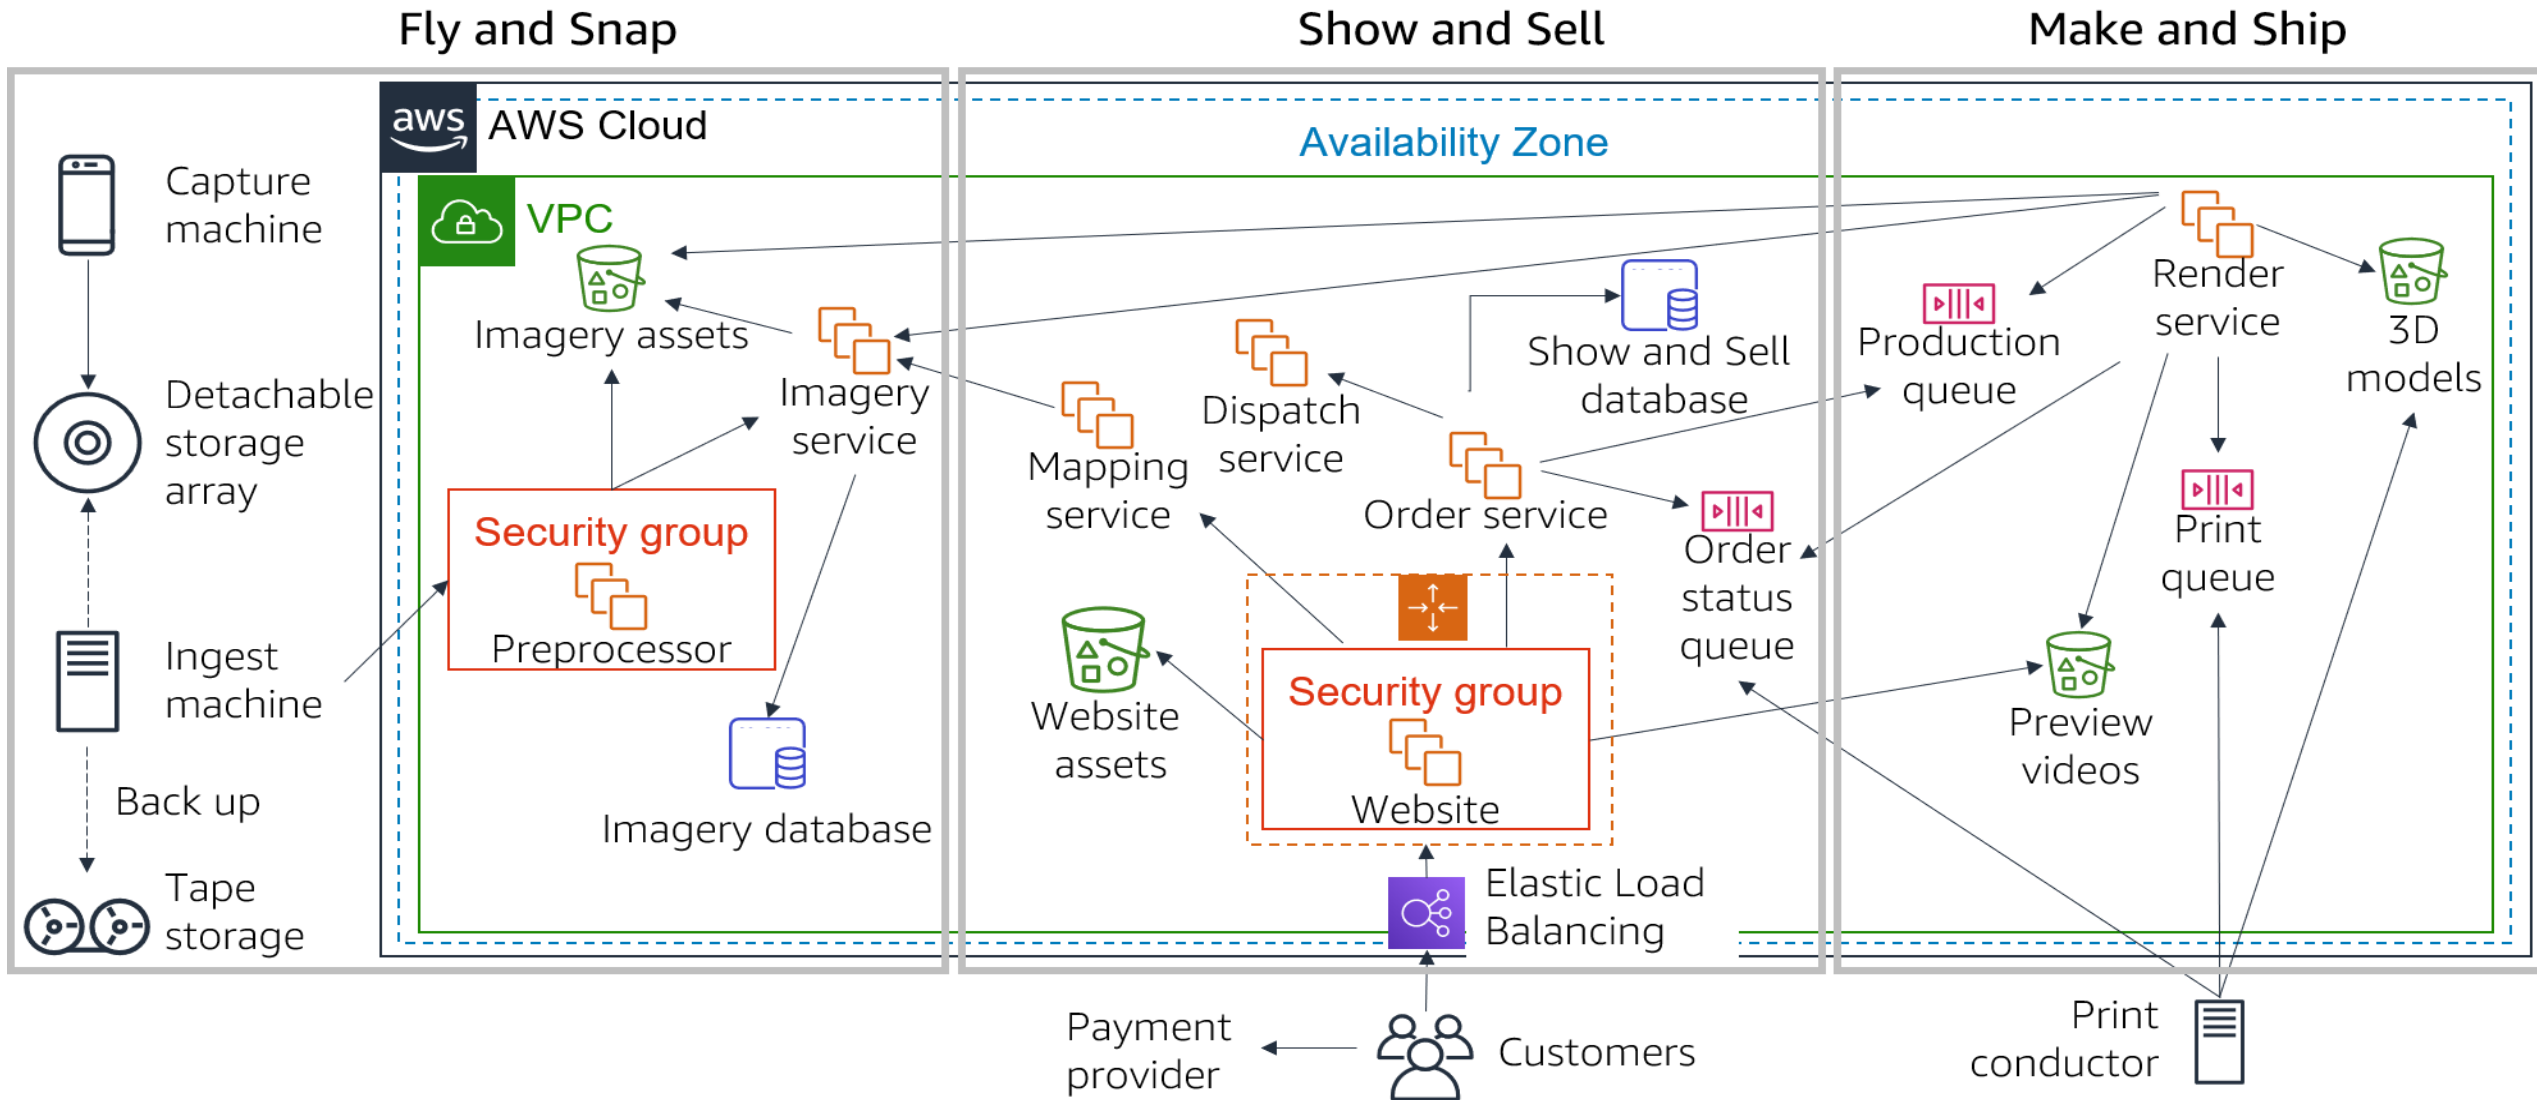 Fly and Snap
Show and Sell
Make and Ship
aws
AWS Cloud
Availability Zone
Capture
machine
VPC
Detachable
storage
array
Ingest
machine
Back up
Tape
storage
Imagery assets
Imagery
service
Security group
Preprocessor
Imagery database
Mapping
service
Dispatch
service
Show and Sell
database
Order service
Order
status
queue
Website
assets
Security group
Website
Elastic Load
Balancing
Production
queue
Render
service
3D
models
Print
queue
Preview
videos
Payment
provider
Customers
Print
conductor